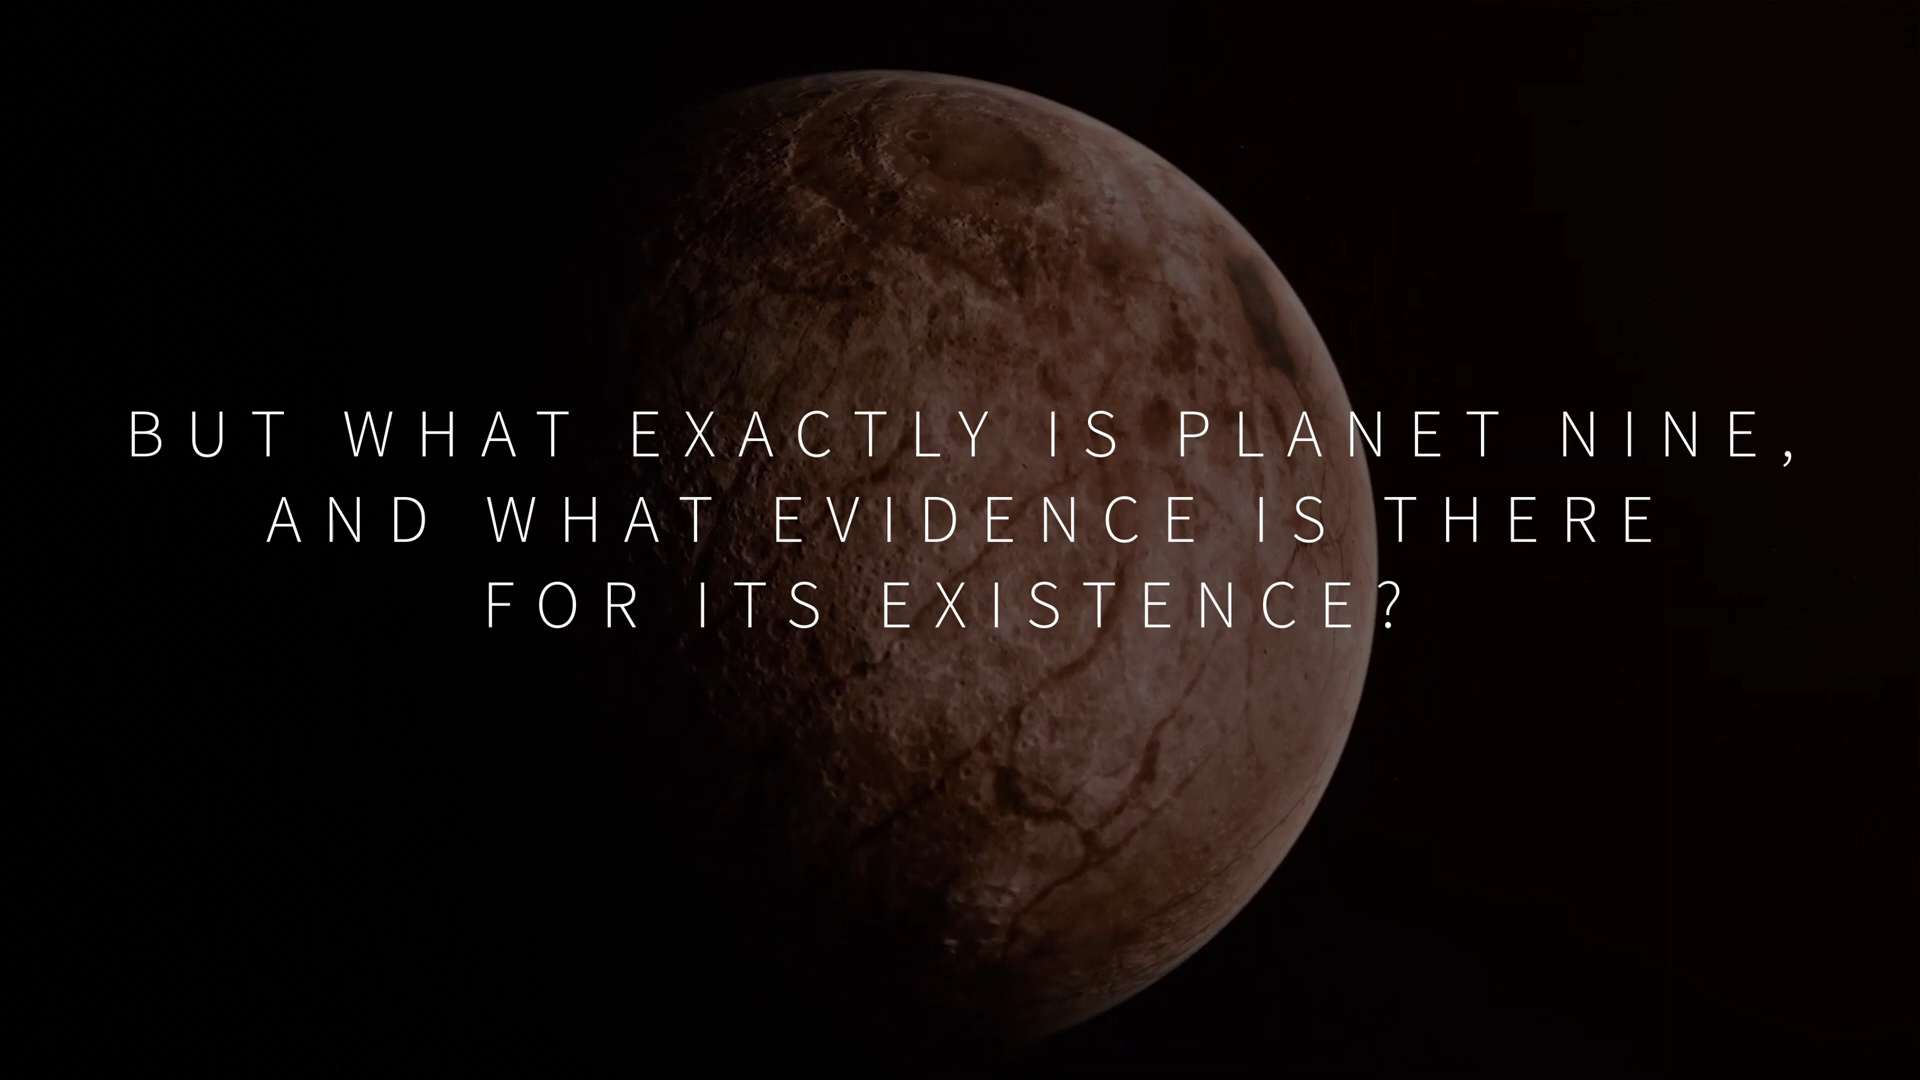 BUT WHAT EXACTLY IS PLANET NINE,
AND WHAT EVIDENCE IS THERE
FOR ITS EXISTENCE?